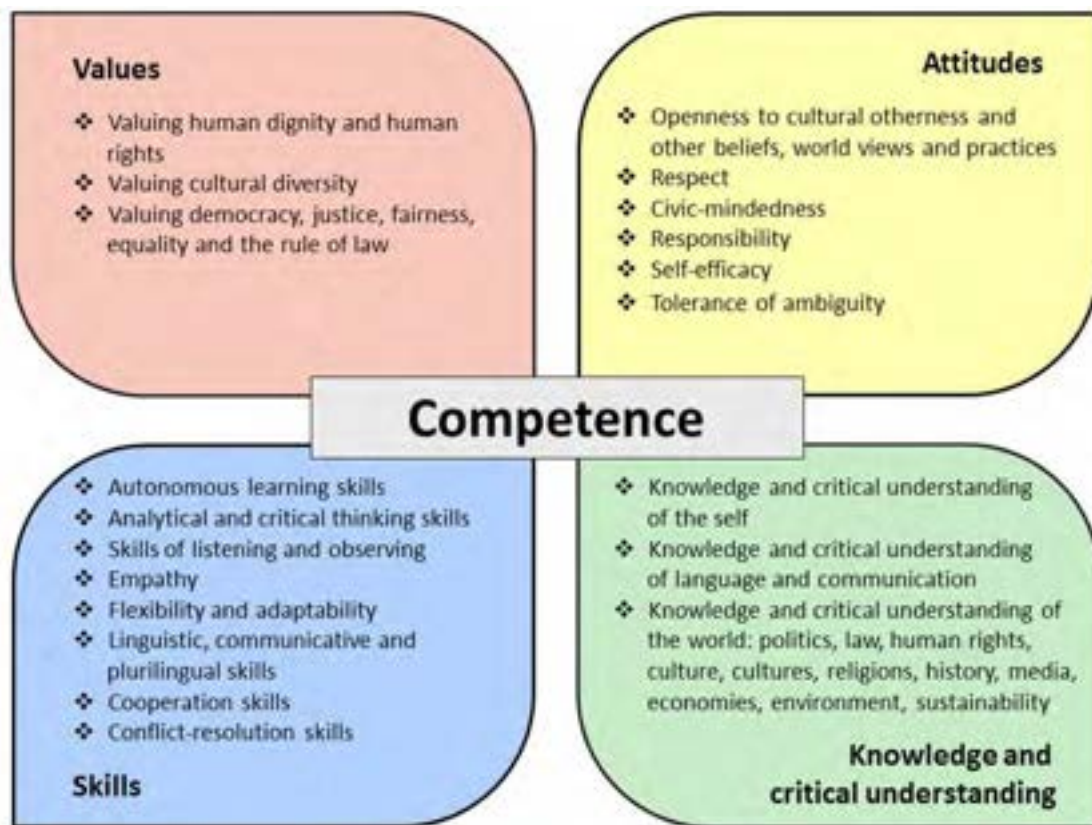 Values
❖ Valuing human dignity and human
rights
❖ Valuing cultural diversity
❖ Valuing democracy, justice, fairness,
equality and the rule of law
Attitudes
❖ Openness to cultural otherness and
other beliefs, world views and practices
❖ Respect
❖ Civic-mindedness
❖ Responsibility
❖ Self-efficacy
❖ Tolerance of ambiguity
Competence
❖ Autonomous learning skills
❖ Analytical and critical thinking skills
❖ Skills of listening and observing
❖ Empathy
❖ Flexibility and adaptability
❖ Linguistic, communicative and
plurilingual skills
❖ Cooperation skills
❖ Conflict-resolution skills
Skills
❖ Knowledge and critical understanding
of the self
❖ Knowledge and critical understanding
of language and communication
❖ Knowledge and critical understanding of
the world: politics, law, human rights,
culture, cultures, religions, history, media,
economies, environment, sustainability
Knowledge and
critical understanding